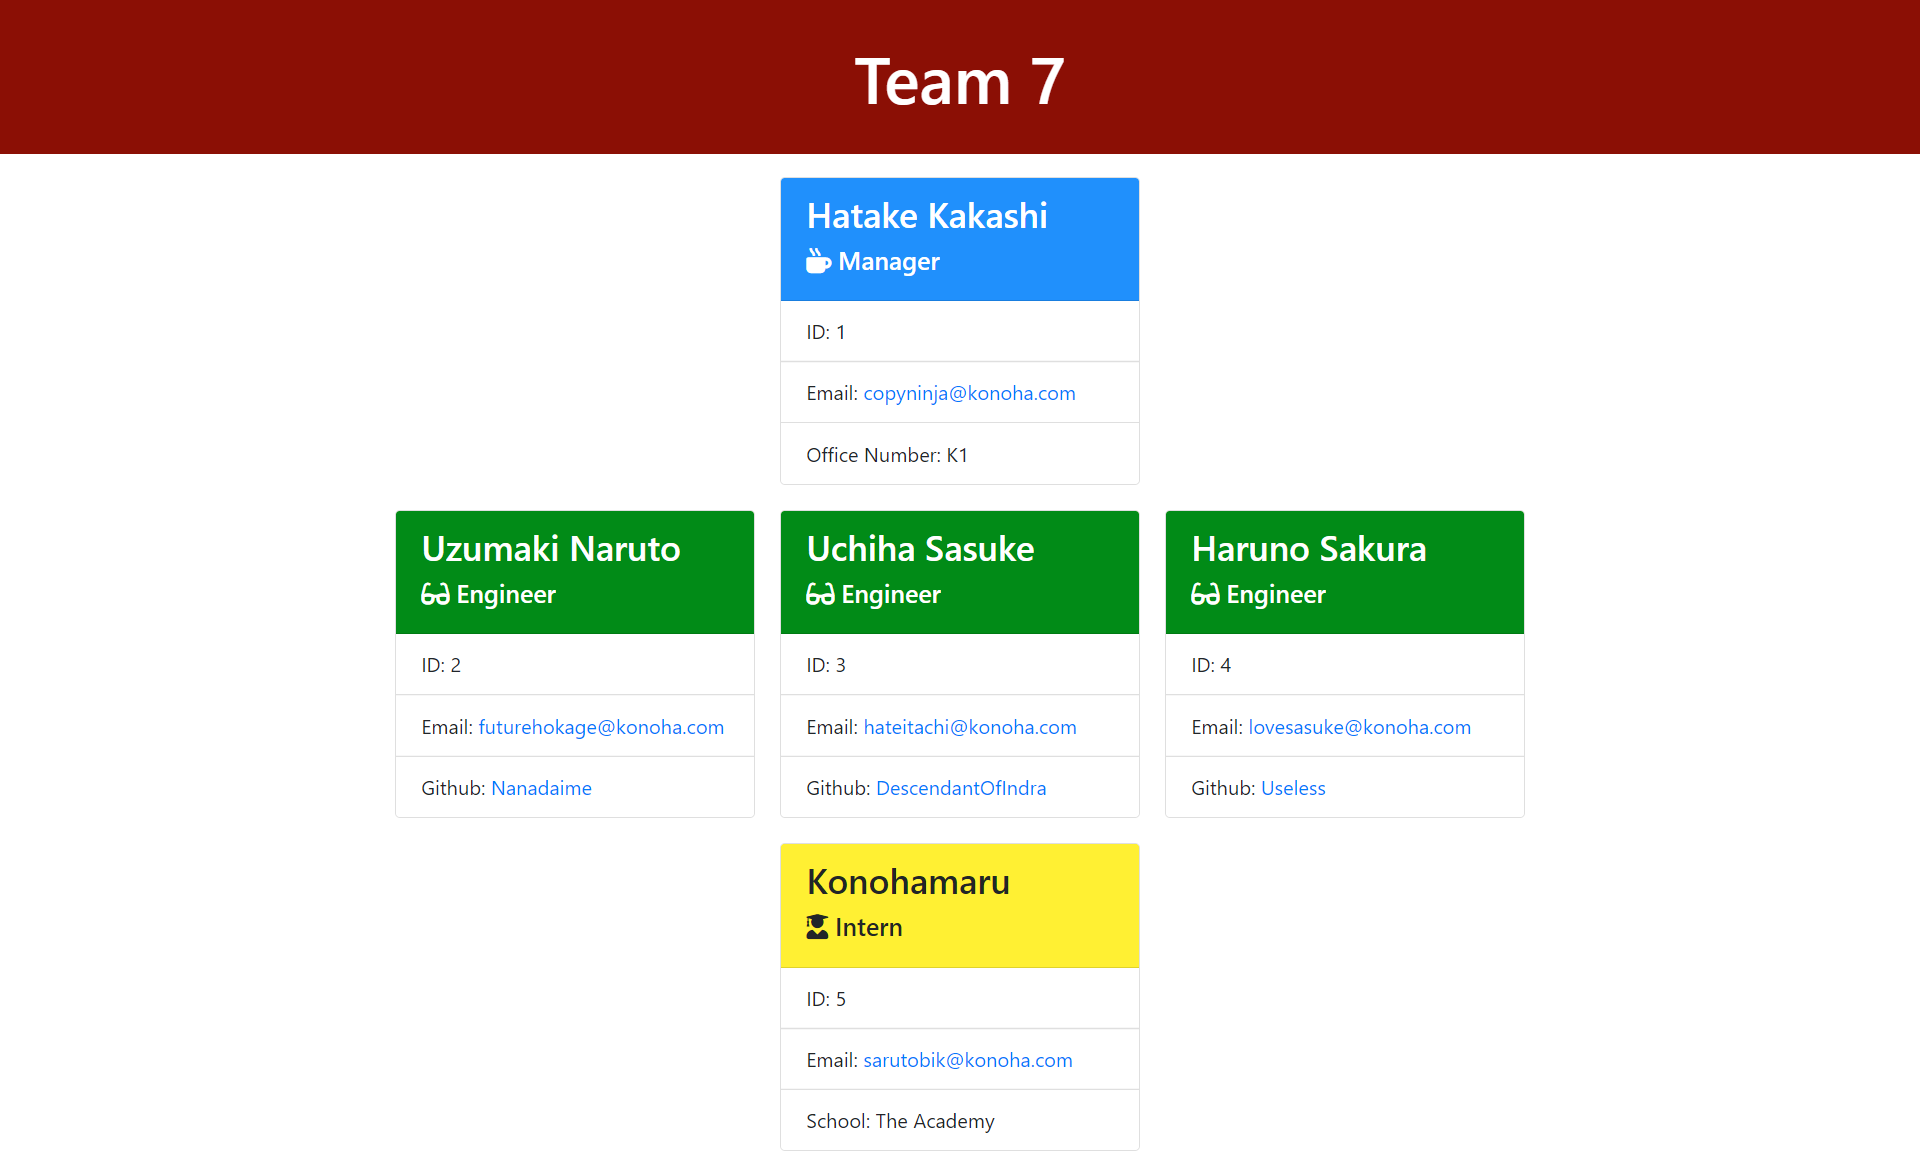 Team 7
Hatake Kakashi
Manager
ID: 1
Email: copyninja@konoha.com
Office Number: K1
Uzumaki Naruto
Engineer
ID: 2
Email: futurehokage@konoha.com
Github: Nanadaime
Uchiha Sasuke
Engineer
ID: 3
Email: hateitachi@konoha.com
Github: DescendantOfIndra
Haruno Sakura
Engineer
ID: 4
Email: lovesasuke@konoha.com
Github: Useless
Konohamaru
Intern
ID: 5
Email: sarutobik@konoha.com
School: The Academy